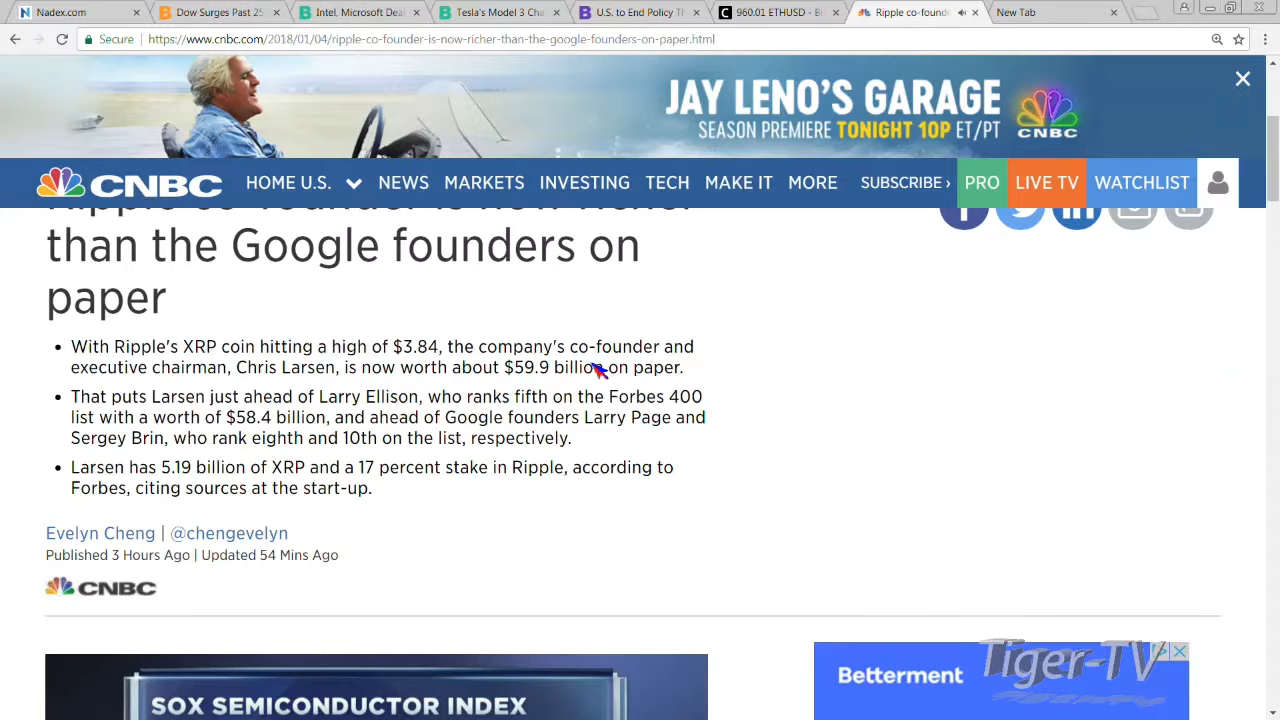 Nadex.com
Dow Surges Past 25
Intel, Microsoft Deal
Tesla's Model 3 Cha
U.S. to End Policy Th
960.01 ETHUSD - Bi
Ripple co-found
New Tab
Secure
https://www.cnbc.com/2018/01/04/ripple-co-founder-is-now-richer-than-the-google-founders-on-paper.html
JAY LENO'S GARAGE
SEASON PREMIERE TONIGHT 10P ET/PT
CNBC
CNBC HOME U.S. NEWS MARKETS INVESTING TECH MAKE IT MORE SUBSCRIBE › PRO LIVE TV WATCHLIST
Ripple co-founder is now richer
than the Google founders on
paper
• With Ripple's XRP coin hitting a high of $3.84, the company's co-founder and
executive chairman, Chris Larsen, is now worth about $59.9 billion on paper.
• That puts Larsen just ahead of Larry Ellison, who ranks fifth on the Forbes 400
list with a worth of $58.4 billion, and ahead of Google founders Larry Page and
Sergey Brin, who rank eighth and 10th on the list, respectively.
• Larsen has 5.19 billion of XRP and a 17 percent stake in Ripple, according to
Forbes, citing sources at the start-up.
Evelyn Cheng | @chengevelyn
Published 3 Hours Ago | Updated 54 Mins Ago
CNBC
SOX SEMICONDUCTOR INDEX
Betterment
Tiger-TV